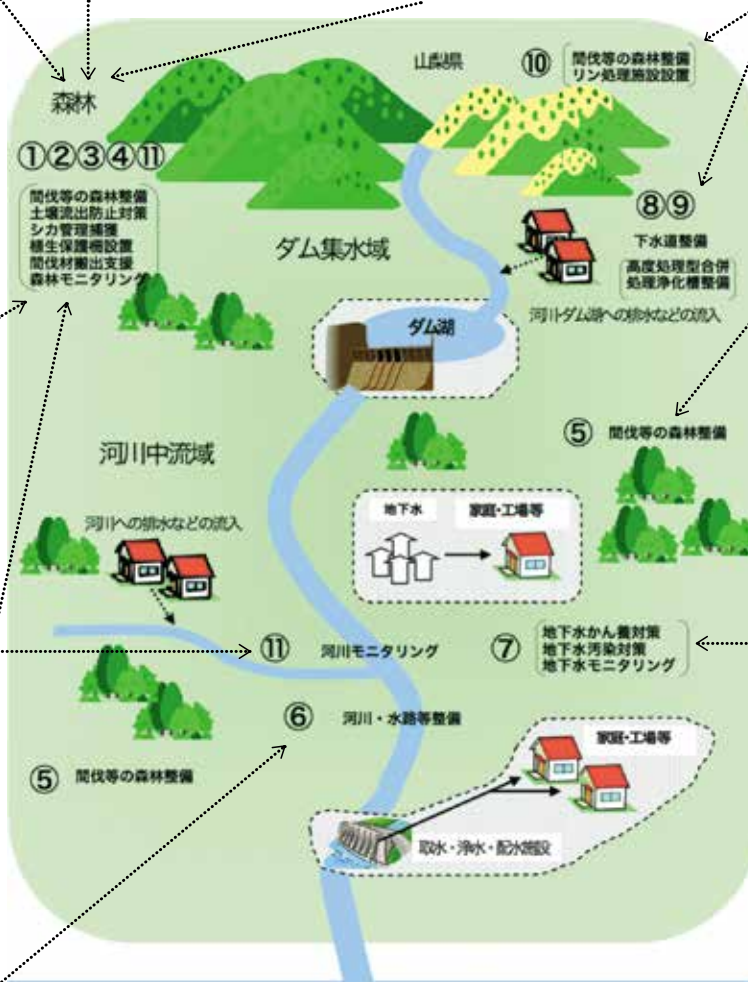 山梨県
⑩
間伐等の森林整備
リン処理施設設置
森林
①②③④⑪
間伐等の森林整備
土壌流出防止対策
シカ管理捕獲
植生保護柵設置
間伐材搬出支援
森林モニタリング
⑧⑨
下水道整備
高度処理型合併
処理浄化槽整備
ダム集水域
河川ダム湖への排水などの流入
ダム湖
⑤ 間伐等の森林整備
河川中流域
地下水
家庭・工場等
河川への排水などの流入
⑪ 河川モニタリング
⑦
地下水かん養対策
地下水汚染対策
地下水モニタリング
⑥ 河川・水路等整備
家庭・工場等
⑤ 間伐等の森林整備
取水・浄水・配水施設